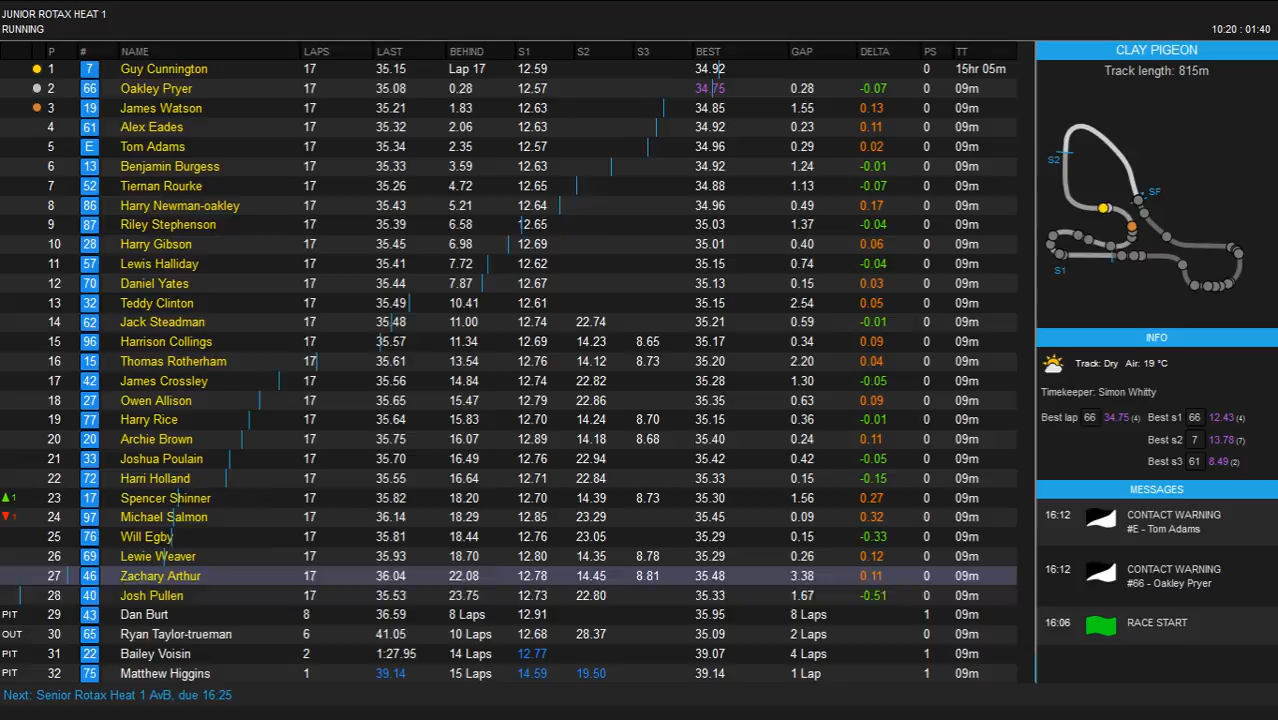 JUNIOR ROTAX HEAT 1
RUNNING
10:20 : 01:40
P # NAME LAPS LAST BEHIND S1 S2 S3 BEST GAP DELTA PS TT
1 7 Guy Cunnington 17 35.15 Lap 17 12.59 34.92 0 15hr 05m
2 66 Oakley Pryer 17 35.08 0.28 12.57 34.75 0.28 -0.07 0 09m
3 19 James Watson 17 35.21 1.83 12.63 34.85 1.55 0.13 0 09m
4 61 Alex Eades 17 35.32 2.06 12.63 34.92 0.23 0.11 0 09m
5 E Tom Adams 17 35.34 2.35 12.57 34.96 0.29 0.02 0 09m
6 13 Benjamin Burgess 17 35.33 3.59 12.63 34.92 1.24 -0.01 0 09m
7 52 Tiernan Rourke 17 35.26 4.72 12.65 34.88 1.13 -0.07 0 09m
8 86 Harry Newman-oakley 17 35.43 5.21 12.64 34.96 0.49 0.17 0 09m
9 87 Riley Stephenson 17 35.39 6.58 12.65 35.03 1.37 -0.04 0 09m
10 28 Harry Gibson 17 35.45 6.98 12.69 35.01 0.40 0.06 0 09m
11 57 Lewis Halliday 17 35.41 7.72 12.62 35.15 0.74 -0.04 0 09m
12 70 Daniel Yates 17 35.44 7.87 12.67 35.13 0.15 0.03 0 09m
13 32 Teddy Clinton 17 35.49 10.41 12.61 35.15 2.54 0.05 0 09m
14 62 Jack Steadman 17 35.48 11.00 12.74 22.74 35.21 0.59 -0.01 0 09m
15 96 Harrison Collings 17 35.57 11.34 12.69 14.23 8.65 35.17 0.34 0.09 0 09m
16 15 Thomas Rotherham 17 35.61 13.54 12.76 14.12 8.73 35.20 2.20 0.04 0 09m
17 42 James Crossley 17 35.56 14.84 12.74 22.82 35.28 1.30 -0.05 0 09m
18 27 Owen Allison 17 35.65 15.47 12.79 22.86 35.35 0.63 0.09 0 09m
19 77 Harry Rice 17 35.64 15.83 12.70 14.24 8.70 35.15 0.36 -0.01 0 09m
20 20 Archie Brown 17 35.75 16.07 12.89 14.18 8.68 35.40 0.24 0.11 0 09m
21 33 Joshua Poulain 17 35.70 16.49 12.76 22.94 35.42 0.42 -0.05 0 09m
22 72 Harri Holland 17 35.55 16.64 12.71 22.84 35.33 0.15 -0.15 0 09m
1 23 17 Spencer Shinner 17 35.82 18.20 12.70 14.39 8.73 35.30 1.56 0.27 0 09m
1 24 97 Michael Salmon 17 36.14 18.29 12.85 23.29 35.45 0.09 0.32 0 09m
25 76 Will Egby 17 35.81 18.44 12.76 23.05 35.29 0.15 -0.33 0 09m
26 69 Lewie Weaver 17 35.93 18.70 12.80 14.35 8.78 35.29 0.26 0.12 0 09m
27 46 Zachary Arthur 17 36.04 22.08 12.78 14.45 8.81 35.48 3.38 0.11 0 09m
28 40 Josh Pullen 17 35.53 23.75 12.73 22.80 35.33 1.67 -0.51 0 09m
PIT 29 43 Dan Burt 8 36.59 8 Laps 12.91 35.95 8 Laps 1 09m
OUT 30 65 Ryan Taylor-trueman 6 41.05 10 Laps 12.68 28.37 35.09 2 Laps 0 09m
PIT 31 22 Bailey Voisin 2 1:27.95 14 Laps 12.77 39.07 4 Laps 1 09m
PIT 32 75 Matthew Higgins 1 39.14 15 Laps 14.59 19.50 39.14 1 Lap 1 09m
Next: Senior Rotax Heat 1 AvB, due 16.25
CLAY PIGEON
Track length: 815m
S2
SF
S1
INFO
Track: Dry Air: 19 °C
Timekeeper: Simon Whitty
Best lap 66 34.75 (4) Best s1 66 12.43 (4)
Best s2 7 13.78 (7)
Best s3 61 8.49 (2)
MESSAGES
16:12 CONTACT WARNING
#E - Tom Adams
16:12 CONTACT WARNING
#66 - Oakley Pryer
16:06 RACE START